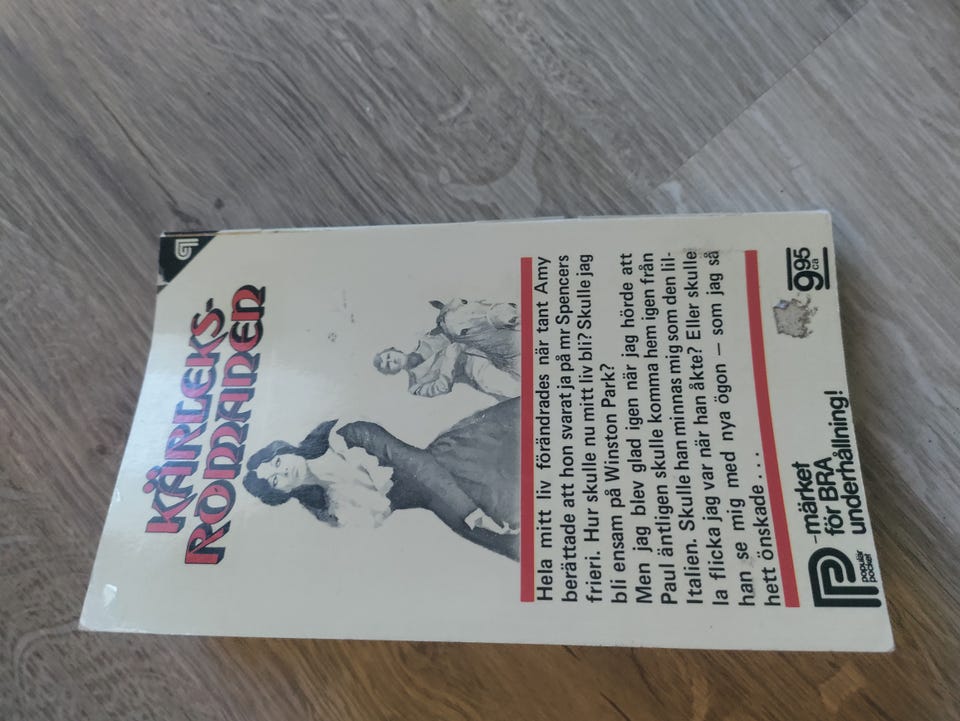 KÄRLEKS-
ROMANEN
Hela mitt liv förändrades när tant Amy
berättade att hon svarat ja på mr Spencers
frieri. Hur skulle nu mitt liv bli? Skulle jag
bli ensam på Winston Park?
Men jag blev glad igen när jag hörde att
Paul äntligen skulle komma hem igen från
Italien. Skulle han minnas mig som den lil-
la flicka jag var när han åkte? Eller skulle
han se mig med nya ögon – som jag så
hett önskade . . .
populär
pocket
-märket
för BRA
underhållning!
9.95
ca